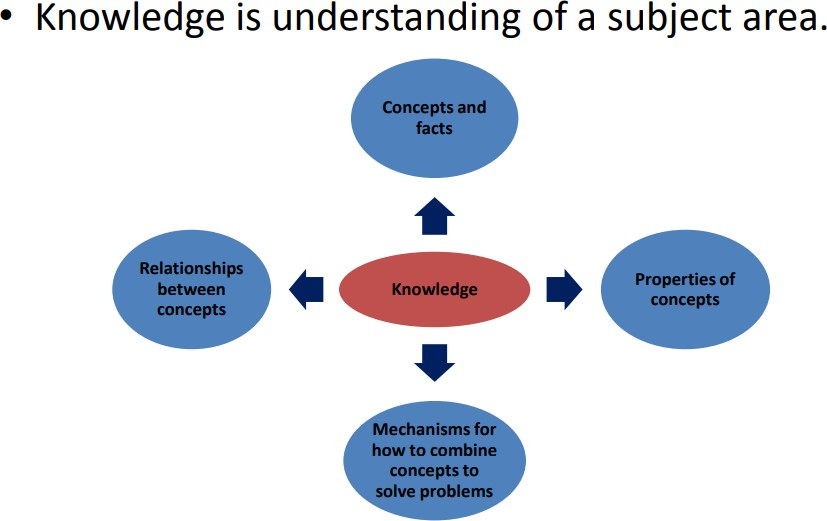 • Knowledge is understanding of a subject area.
Concepts and
facts
Relationships
between
concepts
Knowledge
Properties of
concepts
Mechanisms for
how to combine
concepts to
solve problems